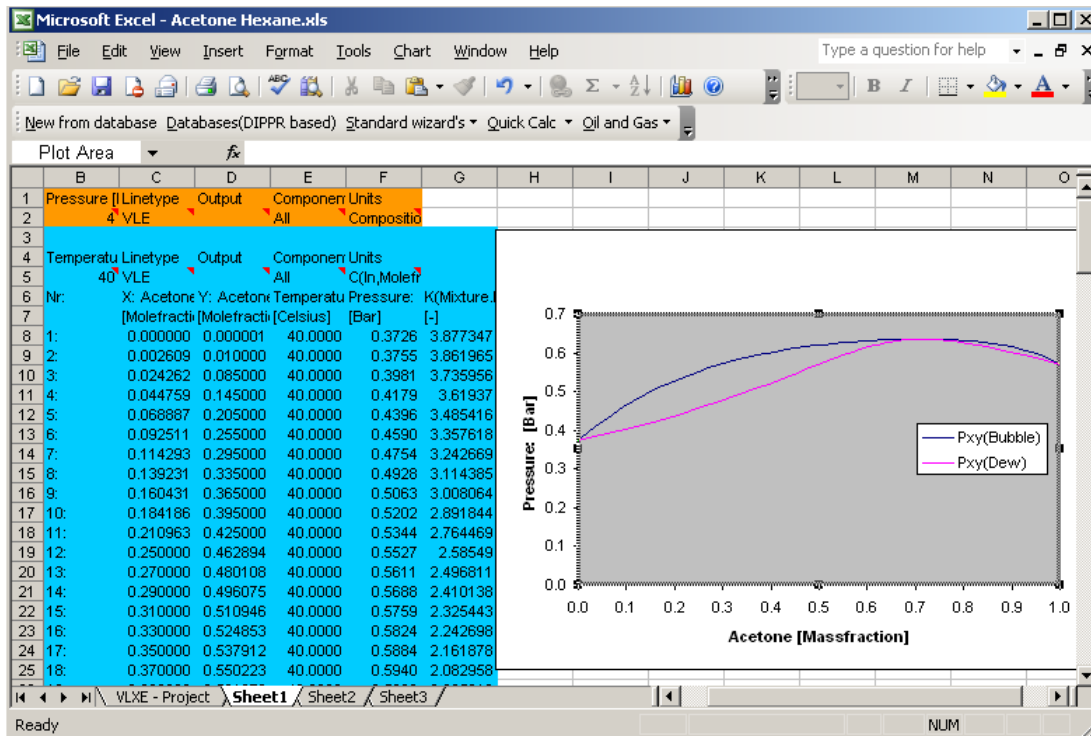 Microsoft Excel - Acetone Hexane.xls
File Edit View Insert Format Tools Chart Window Help Type a question for help
New from database Databases(DIPPR based) Standard wizard's Quick Calc Oil and Gas
Plot Area fx
B C D E F G H I J K L M N O
1 Pressure [I Linetype Output Componen Units
2 4 VLE All Compositio
3
4 Temperatu Linetype Output Componen Units
5 40 VLE All C(In,Molefr
6 Nr: X: Acetone Y: Acetone Temperatu Pressure: K(Mixture.I
7 [Molefracti [Molefracti [Celsius] [Bar] [-]
8 1: 0.000000 0.000001 40.0000 0.3726 3.877347
9 2: 0.002609 0.010000 40.0000 0.3755 3.861965
10 3: 0.024262 0.085000 40.0000 0.3981 3.735956
11 4: 0.044759 0.145000 40.0000 0.4179 3.61937
12 5: 0.068887 0.205000 40.0000 0.4396 3.485416
13 6: 0.092511 0.255000 40.0000 0.4590 3.357618
14 7: 0.114293 0.295000 40.0000 0.4754 3.242669
15 8: 0.139231 0.335000 40.0000 0.4928 3.114385
16 9: 0.160431 0.365000 40.0000 0.5063 3.008064
17 10: 0.184186 0.395000 40.0000 0.5202 2.891844
18 11: 0.210963 0.425000 40.0000 0.5344 2.764469
19 12: 0.250000 0.462894 40.0000 0.5527 2.58549
20 13: 0.270000 0.480108 40.0000 0.5611 2.496811
21 14: 0.290000 0.496075 40.0000 0.5688 2.410138
22 15: 0.310000 0.510946 40.0000 0.5759 2.325443
23 16: 0.330000 0.524853 40.0000 0.5824 2.242698
24 17: 0.350000 0.537912 40.0000 0.5884 2.161878
25 18: 0.370000 0.550223 40.0000 0.5940 2.082958
0.7
0.6
0.5
0.4
0.3
0.2
0.1
0.0
Pressure: [Bar]
Pxy(Bubble)
Pxy(Dew)
0.0 0.1 0.2 0.3 0.4 0.5 0.6 0.7 0.8 0.9 1.0
Acetone [Massfraction]
VLXE - Project Sheet1 Sheet2 Sheet3
Ready NUM